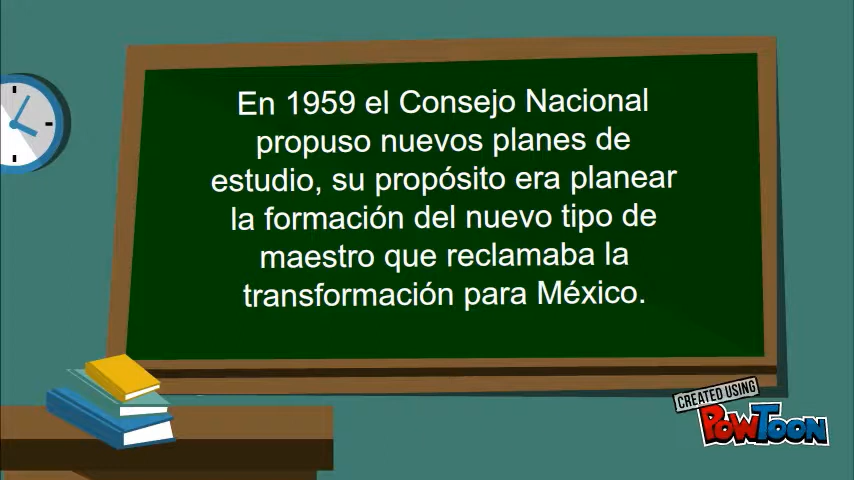 En 1959 el Consejo Nacional
propuso nuevos planes de
estudio, su propósito era planear
la formación del nuevo tipo de
maestro que reclamaba la
transformación para México.
CREATED USING
POWTOON